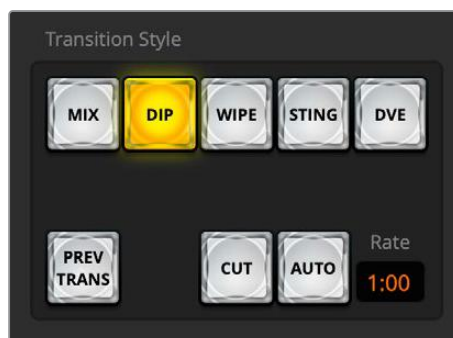 Transition Style
MIX DIP WIPE STING DVE
PREV
TRANS
CUT AUTO
Rate
1:00